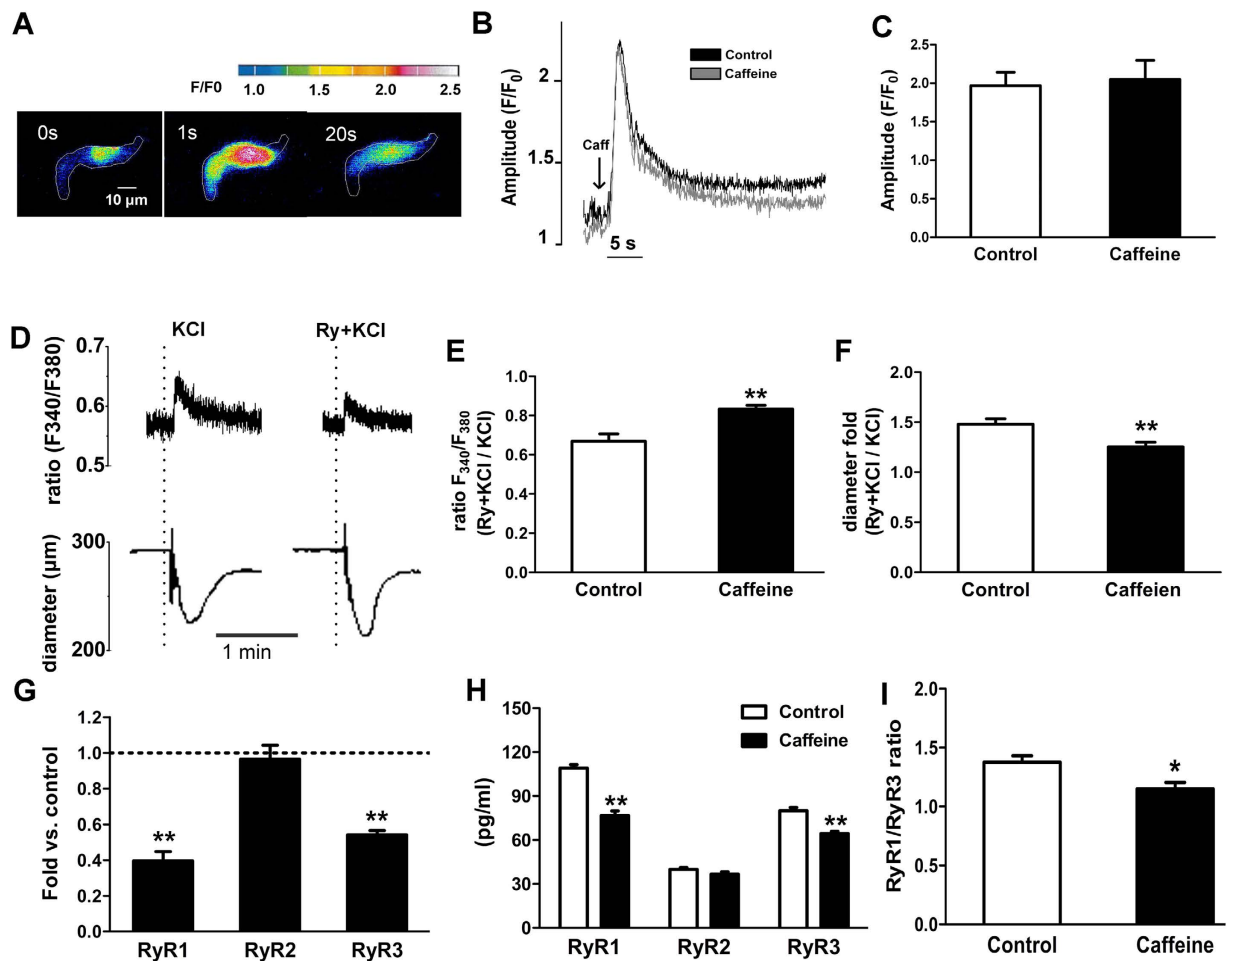 A
F/F0
1.0 1.5 2.0 2.5
0s 1s 20s
10 µm
B
Amplitude (F/F0)
2
1.5
1
Caff
5 s
Control
Caffeine
C
Amplitude (F/F0)
2.5
2.0
1.5
1.0
0.5
0.0
Control Caffeine
D
KCl Ry+KCl
ratio (F340/F380)
0.7
0.6
0.5
diameter (µm)
300
200
1 min
E
ratio F340/F380
(Ry+KCl / KCl)
1.0
0.8
0.6
0.4
0.2
0.0
**
Control Caffeine
F
diameter fold
(Ry+KCl / KCl)
2.0
1.5
1.0
0.5
0.0
**
Control Caffeien
G
Fold vs. control
1.2
1.0
0.8
0.6
0.4
0.2
0.0
** **
RyR1 RyR2 RyR3
H
(pg/ml)
150
120
90
60
30
0
Control
Caffeine
** **
RyR1 RyR2 RyR3
I
RyR1/RyR3 ratio
2.0
1.5
1.0
0.5
0.0
*
Control Caffeine